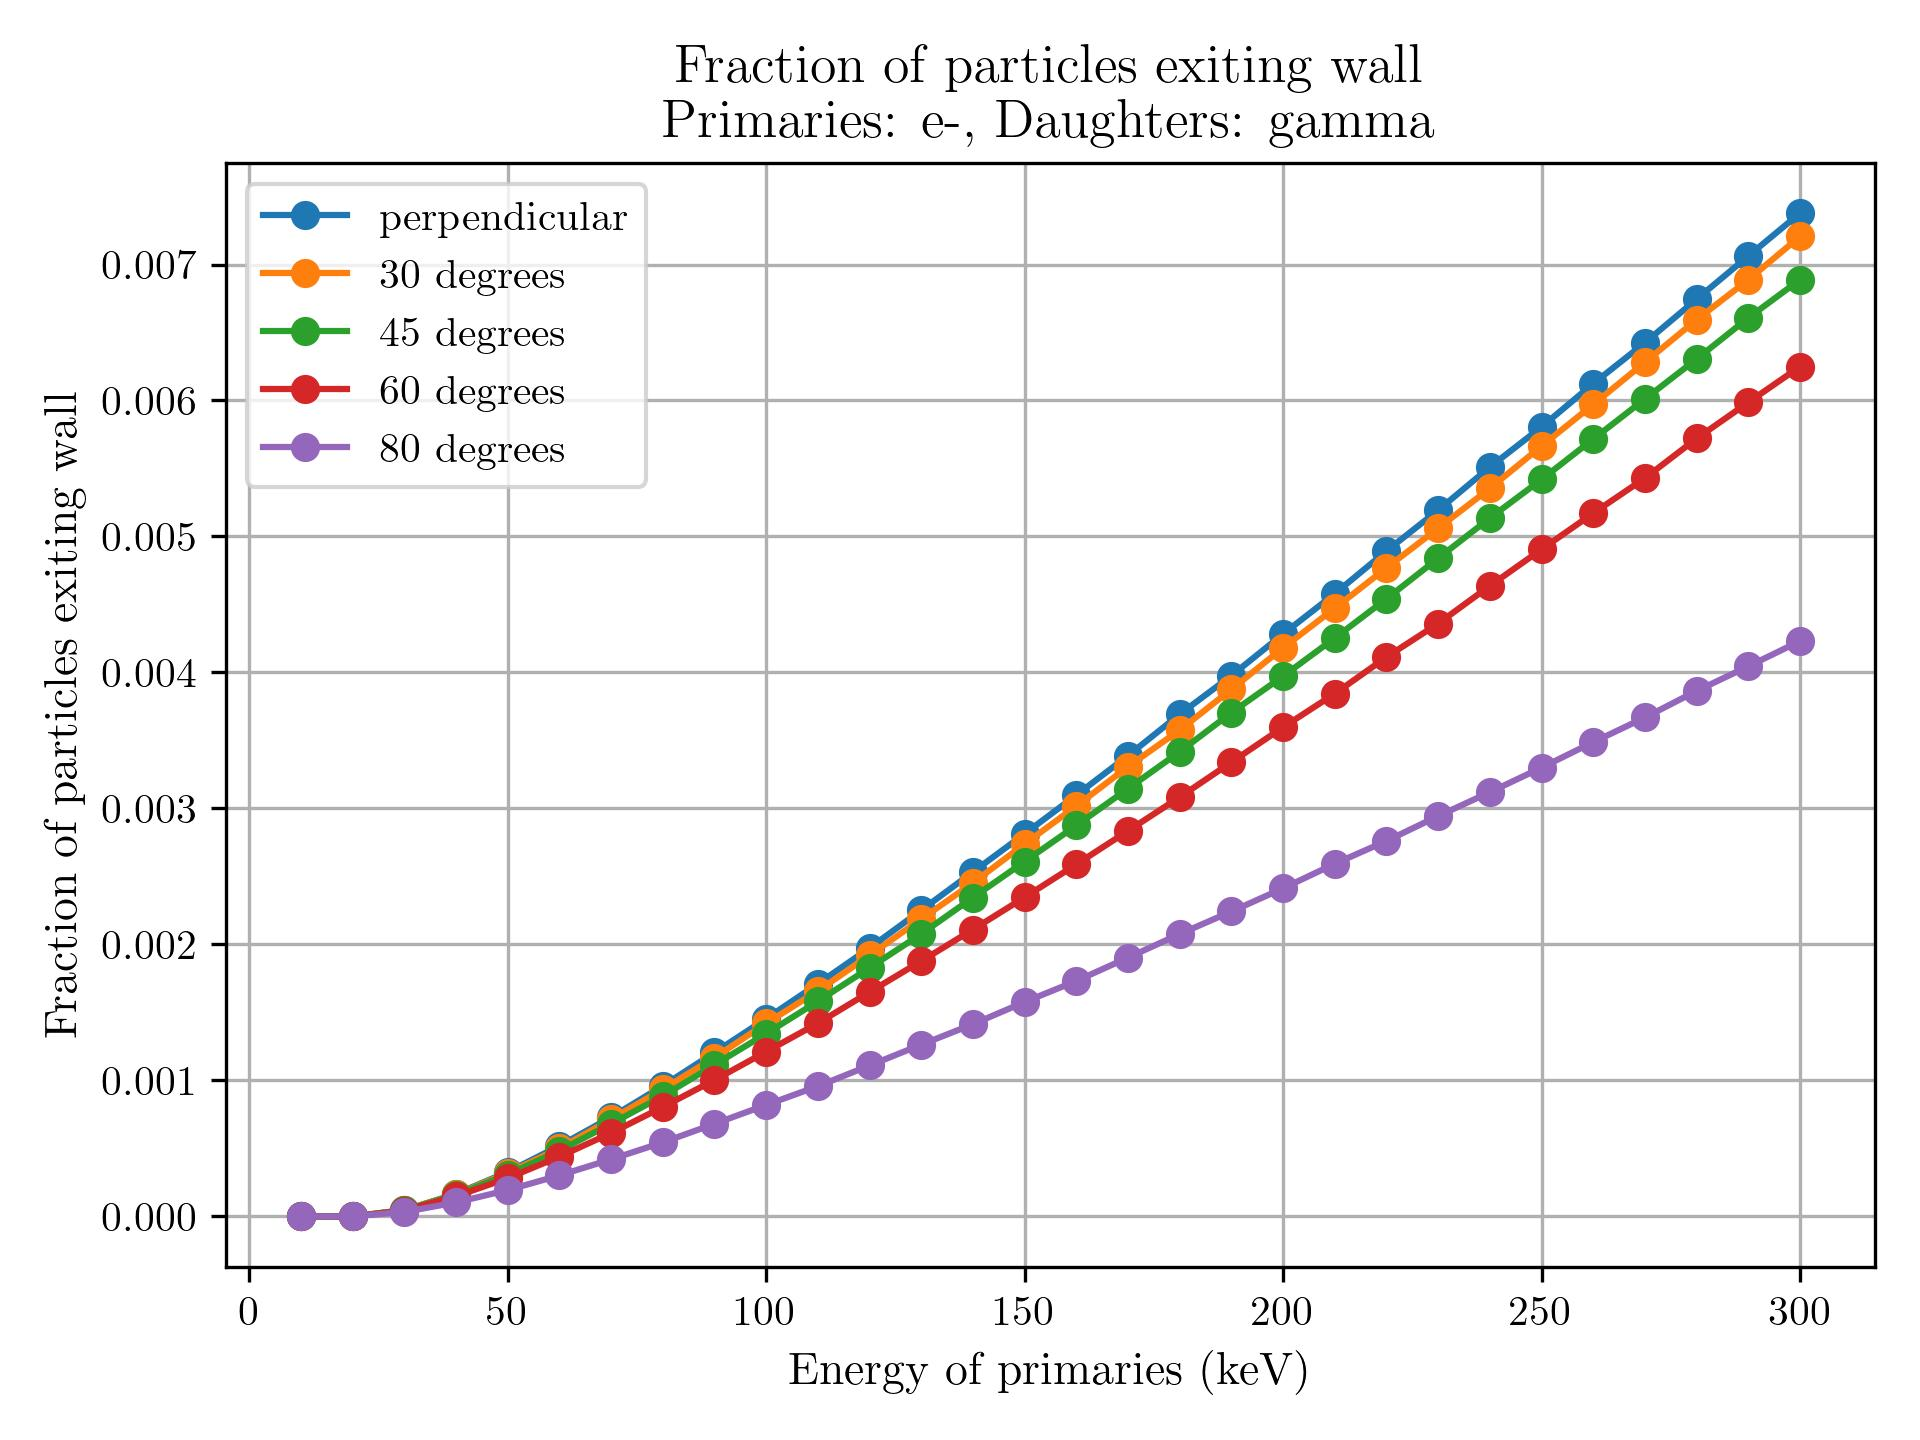 Fraction of particles exiting wall
Primaries: e-, Daughters: gamma
perpendicular
30 degrees
45 degrees
60 degrees
80 degrees
Fraction of particles exiting wall
0.007
0.006
0.005
0.004
0.003
0.002
0.001
0.000
0 50 100 150 200 250 300
Energy of primaries (keV)